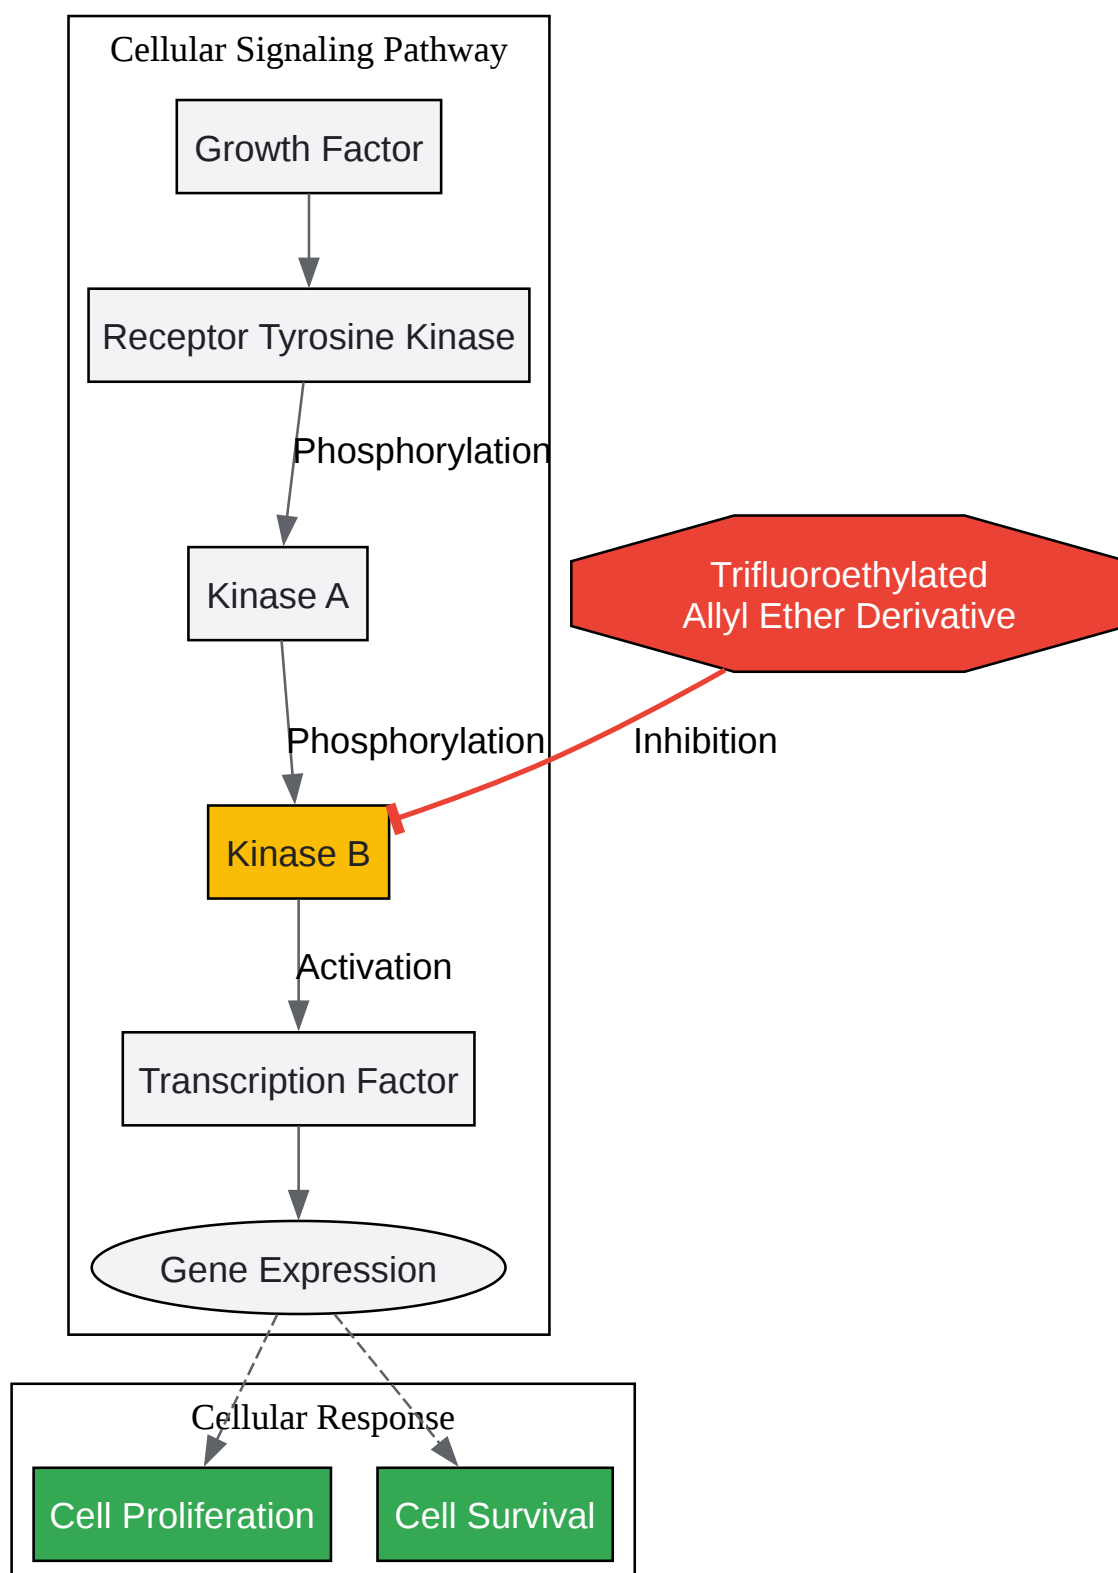 Cellular Signaling Pathway
Growth Factor
Receptor Tyrosine Kinase
Phosphorylation
Kinase A
Trifluoroethylated
Allyl Ether Derivative
Phosphorylation
Inhibition
Kinase B
Activation
Transcription Factor
Gene Expression
Cellular Response
Cell Proliferation
Cell Survival